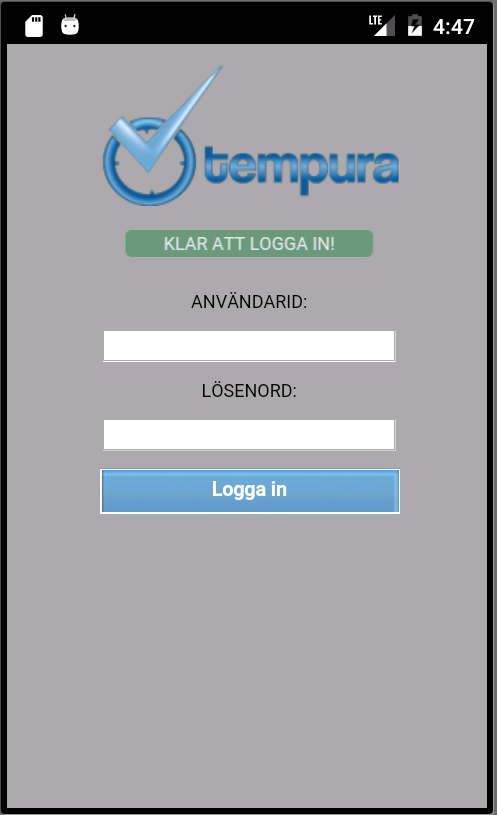 LTE 4:47
tempura
KLAR ATT LOGGA IN!
ANVÄNDARID:
LÖSENORD:
Logga in